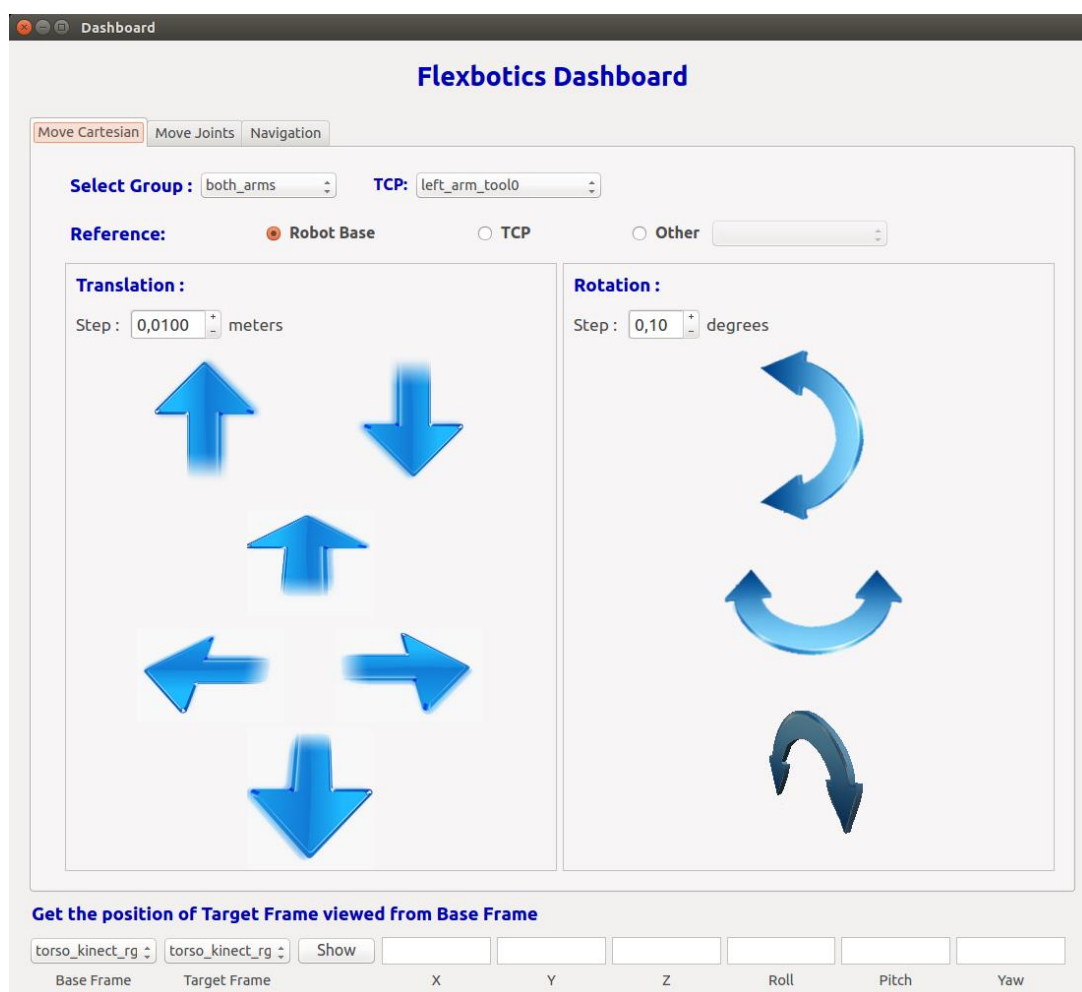 Dashboard
Flexbotics Dashboard
Move Cartesian Move Joints Navigation
Select Group : both_arms TCP: left_arm_tool0
Reference: Robot Base TCP Other
Translation : Rotation :
Step : 0,0100 + - meters Step : 0,10 + - degrees
Get the position of Target Frame viewed from Base Frame
torso_kinect_rg torso_kinect_rg Show
Base Frame Target Frame X Y Z Roll Pitch Yaw